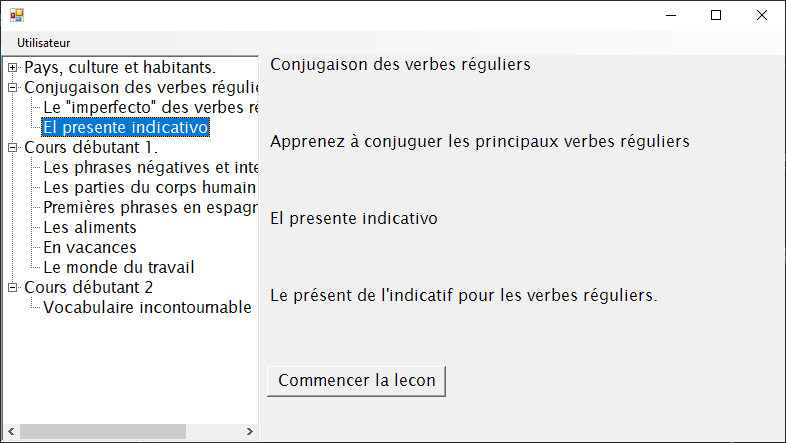 Utilisateur
Pays, culture et habitants.
Conjugaison des verbes régulie
Le "imperfecto" des verbes ré
El presente indicativo
Cours débutant 1.
Les phrases négatives et inte
Les parties du corps humain
Premières phrases en espagn
Les aliments
En vacances
Le monde du travail
Cours débutant 2
Vocabulaire incontournable
Conjugaison des verbes réguliers
Apprenez à conjuguer les principaux verbes réguliers
El presente indicativo
Le présent de l'indicatif pour les verbes réguliers.
Commencer la lecon